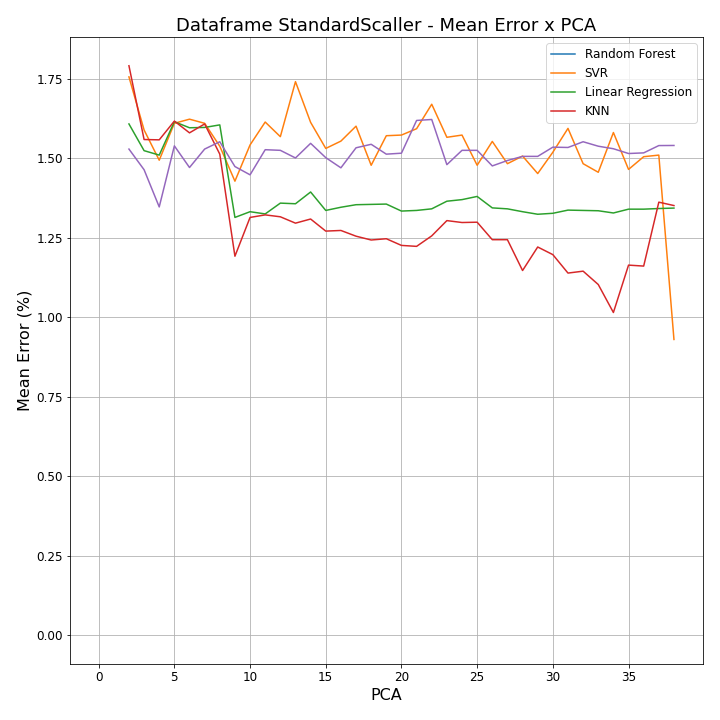 Dataframe StandardScaller - Mean Error x PCA
Random Forest
SVR
Linear Regression
KNN
Mean Error (%)
1.75
1.50
1.25
1.00
0.75
0.50
0.25
0.00
0 5 10 15 20 25 30 35
PCA